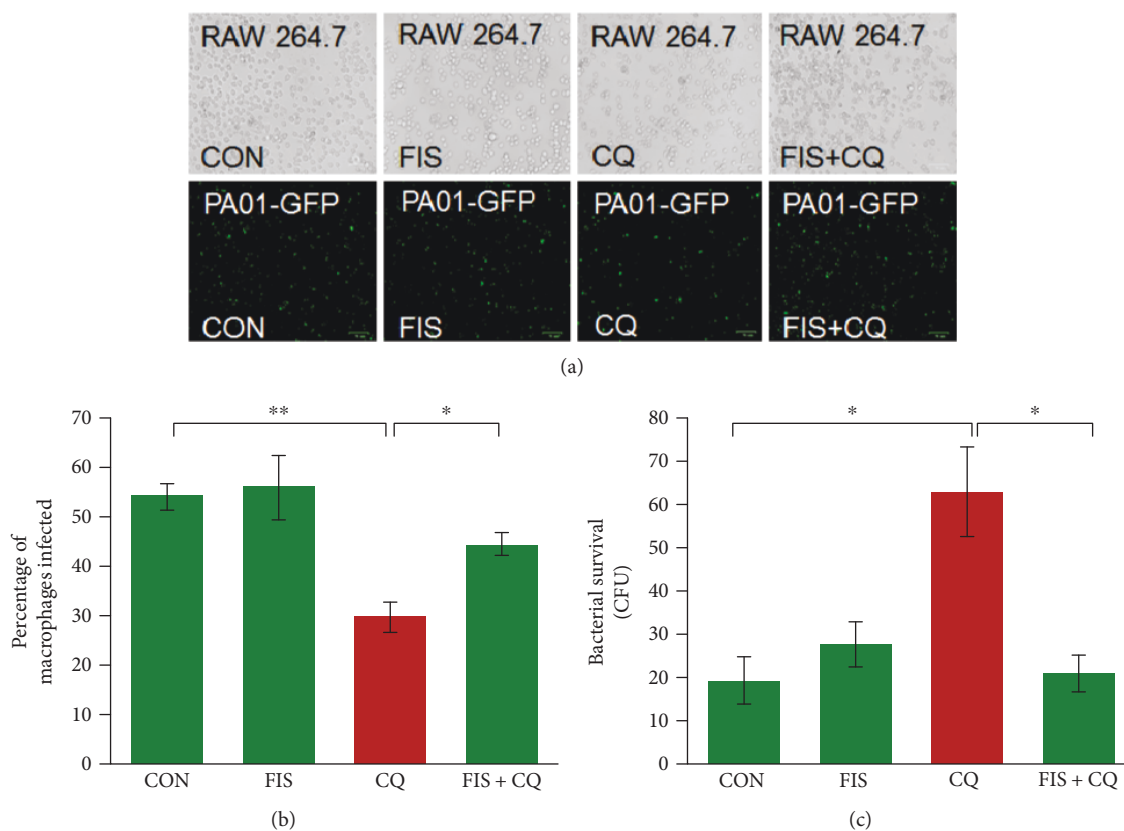 RAW 264.7
RAW 264.7
RAW 264.7
RAW 264.7
CON
FIS
CQ
FIS+CQ
PA01-GFP
PA01-GFP
PA01-GFP
PA01-GFP
CON
FIS
CQ
FIS+CQ
(a)
Percentage of
macrophages infected
70
60
50
40
30
20
10
0
**
*
CON
FIS
CQ
FIS + CQ
(b)
Bacterial survival
(CFU)
80
70
60
50
40
30
20
10
0
*
*
CON
FIS
CQ
FIS + CQ
(c)